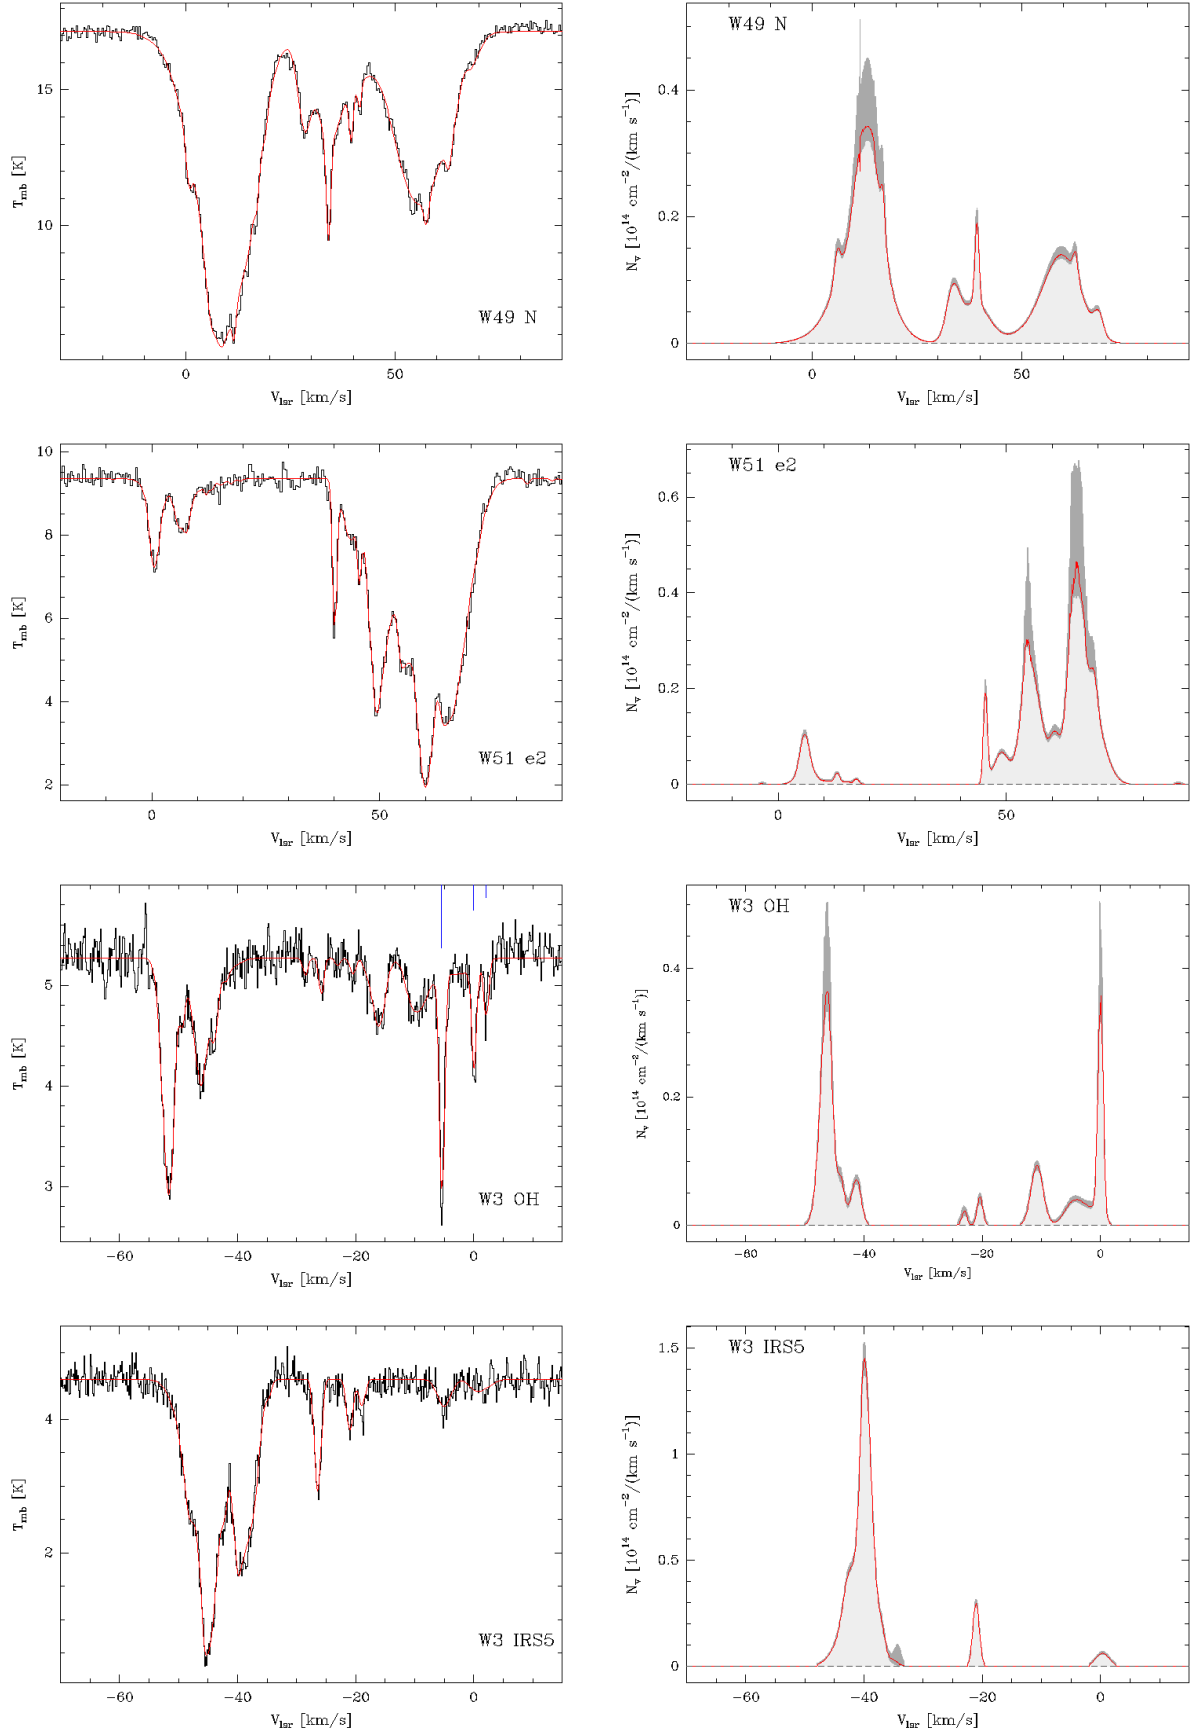 15
10
T_mb [K]
W49 N
0
50
V_lsr [km/s]
W49 N
0.4
0.2
0
N_v [10^14 cm^-2/(km s^-1)]
0
50
V_lsr [km/s]
10
8
6
4
2
T_mb [K]
W51 e2
0
50
V_lsr [km/s]
W51 e2
0.6
0.4
0.2
0
N_v [10^14 cm^-2/(km s^-1)]
0
50
V_lsr [km/s]
5
4
3
T_mb [K]
W3 OH
−60
−40
−20
0
V_lsr [km/s]
W3 OH
0.4
0.2
0
N_v [10^14 cm^-2/(km s^-1)]
−60
−40
−20
0
V_lsr [km/s]
4
2
T_mb [K]
W3 IRS5
−60
−40
−20
0
V_lsr [km/s]
W3 IRS5
1.5
1
0.5
0
N_v [10^14 cm^-2/(km s^-1)]
−60
−40
−20
0
V_lsr [km/s]